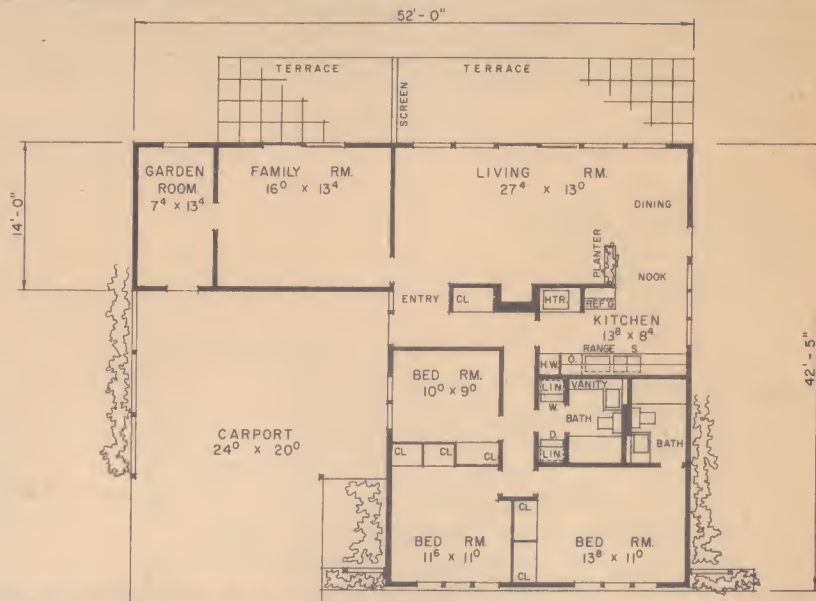 52'-0"
TERRACE
TERRACE
SCREEN
14'-0"
GARDEN
ROOM
7⁴ x 13⁴
FAMILY RM.
16⁰ x 13⁴
LIVING RM.
27⁴ x 13⁰
DINING
PLANTER
NOOK
ENTRY
CL
HTR.
REF'G
KITCHEN
13⁸ x 8⁴
RANGE S.
O.
H.W.
42'-5"
BED RM.
10⁰ x 9⁰
LIN
VANITY
W.
BATH
D.
LIN
BATH
CARPORT
24⁰ x 20⁰
CL
CL
CL
BED RM.
11⁶ x 11⁰
CL
CL
BED RM.
13⁸ x 11⁰